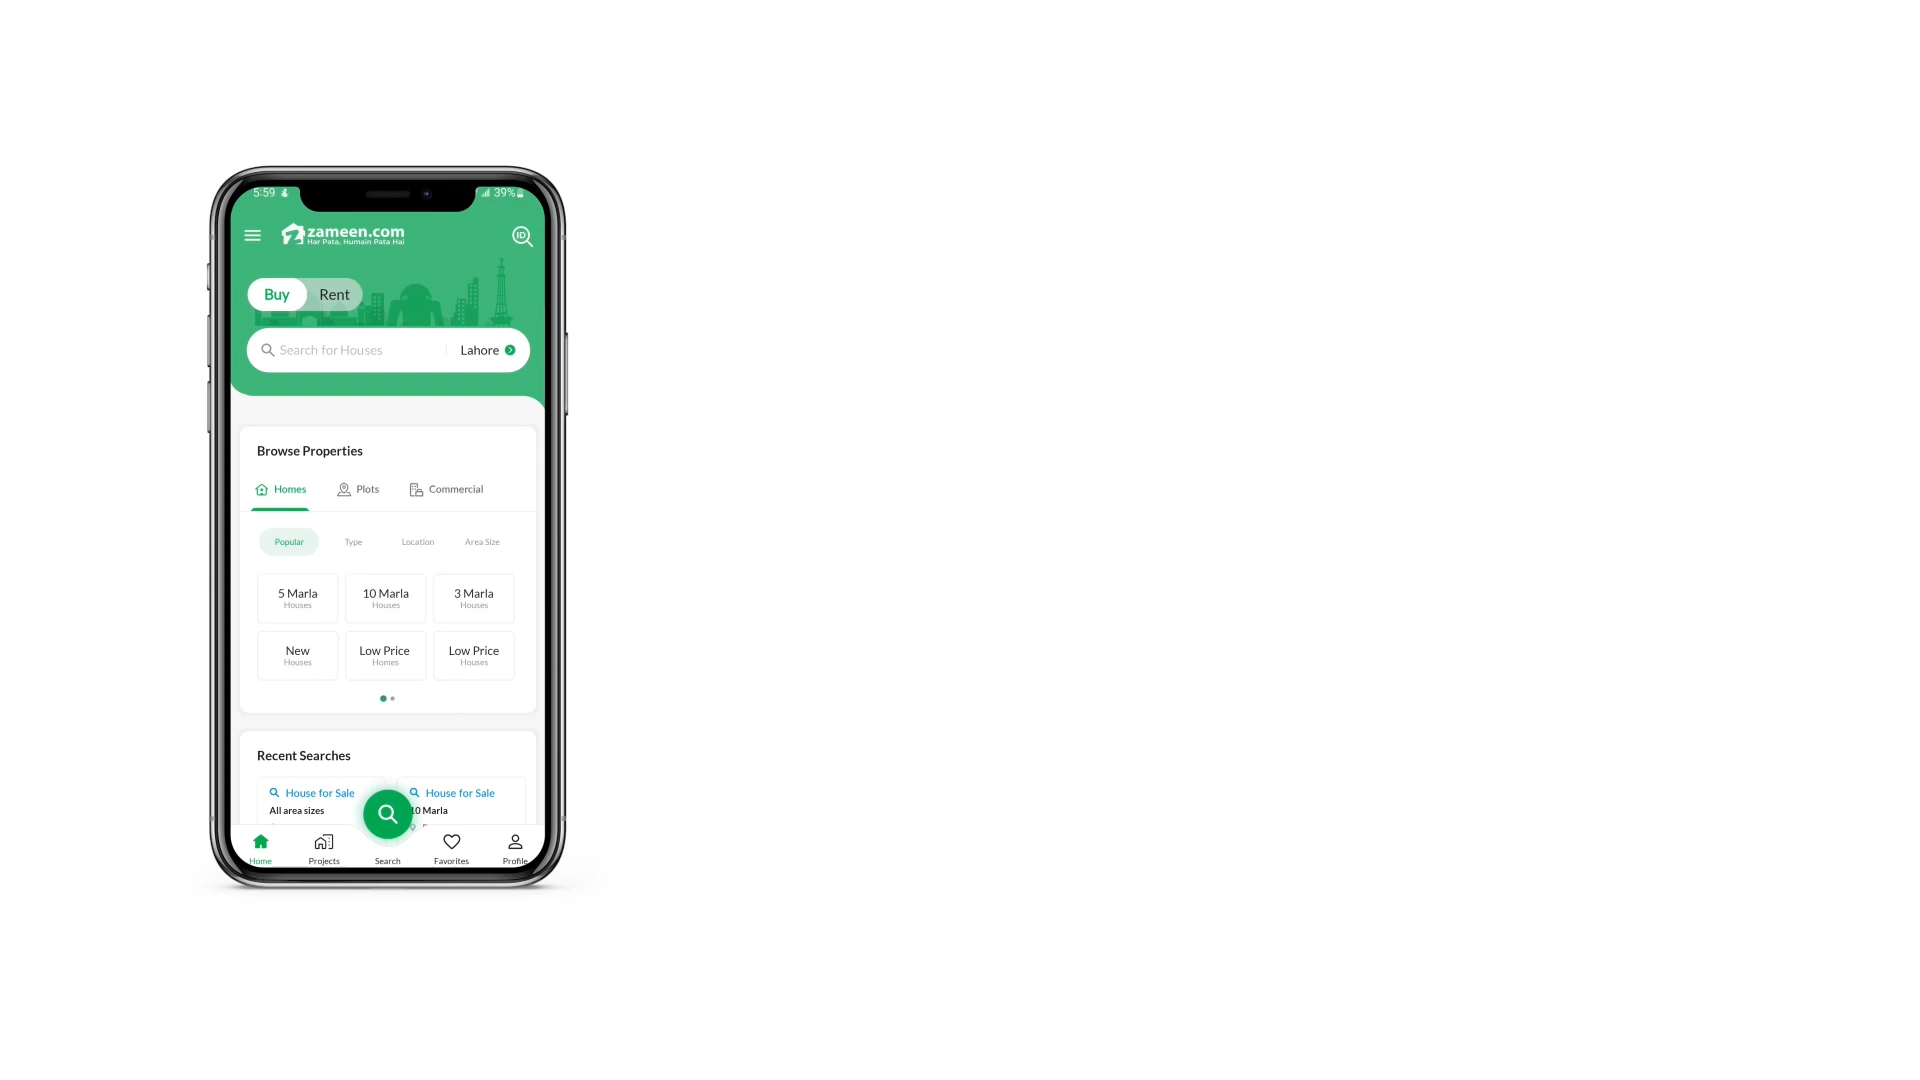 5:59
39%
zameen.com
Har Pata, Humain Pata Hai
ID
Buy Rent
Search for Houses Lahore
Browse Properties
Homes Plots Commercial
Popular Type Location Area Size
5 Marla 10 Marla 3 Marla
Houses Houses Houses
New Low Price Low Price
Houses Homes Houses
Recent Searches
House for Sale House for Sale
All area sizes 10 Marla
Home Projects Search Favorites Profile